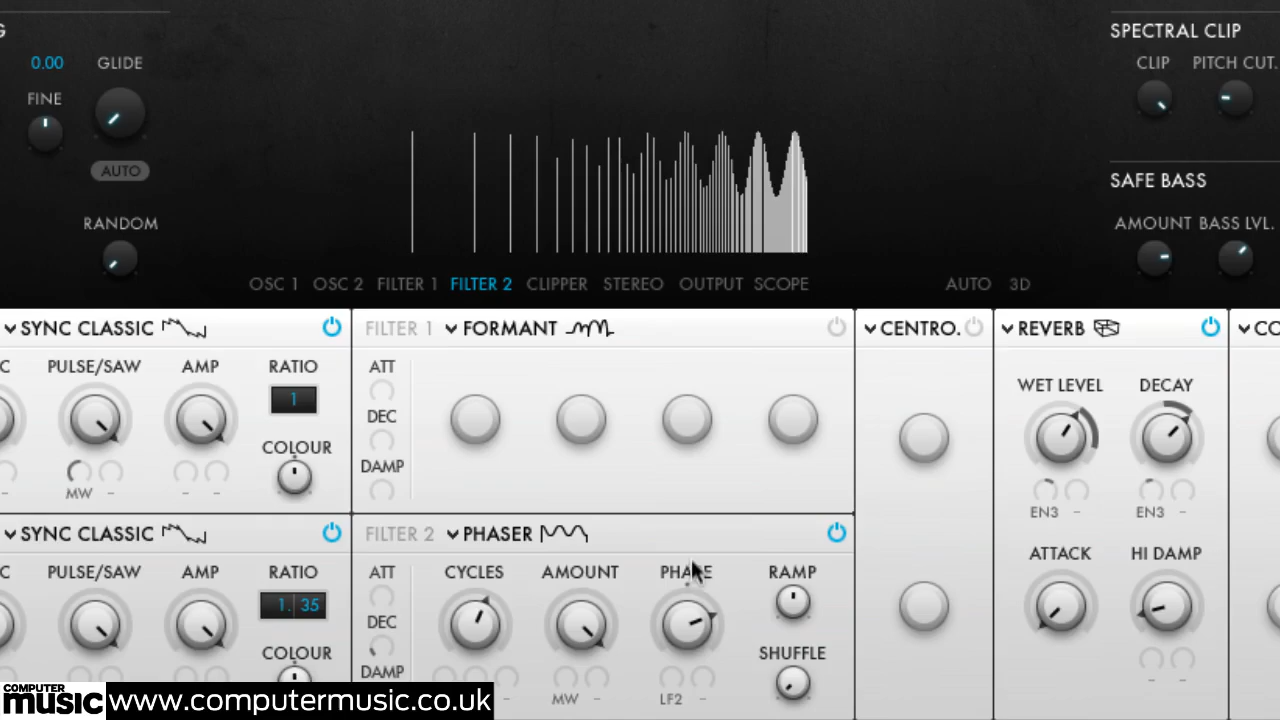 G
0.00 GLIDE
FINE
AUTO
RANDOM
SPECTRAL CLIP
CLIP PITCH CUT.
SAFE BASS
AMOUNT BASS LVL.
OSC 1 OSC 2 FILTER 1 FILTER 2 CLIPPER STEREO OUTPUT SCOPE AUTO 3D
SYNC CLASSIC
C PULSE/SAW AMP RATIO
1
COLOUR
MW - - -
FILTER 1 FORMANT
ATT
DEC
DAMP
CENTRO.
REVERB
WET LEVEL DECAY
EN3 - EN3 -
ATTACK HI DAMP
- -
CO
SYNC CLASSIC
C PULSE/SAW AMP RATIO
1. 35
COLOUR
FILTER 2 PHASER
ATT
DEC
DAMP
CYCLES AMOUNT PHASE RAMP
SHUFFLE
- MW - LF2 -
COMPUTER
music
www.computermusic.co.uk